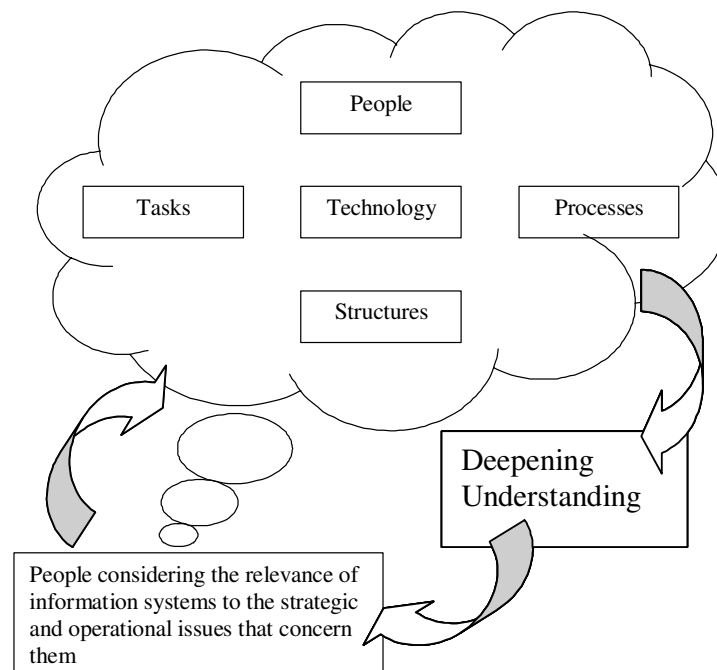 People
Tasks
Technology
Processes
Structures
Deepening
Understanding
People considering the relevance of
information systems to the strategic
and operational issues that concern
them